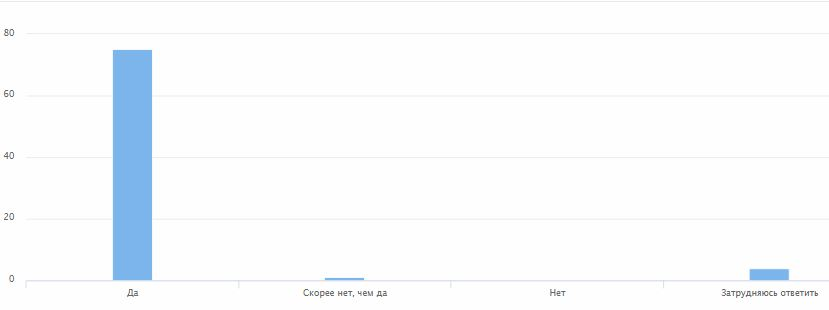 80
60
40
20
0
Да
Скорее нет, чем да
Нет
Затрудняюсь ответить